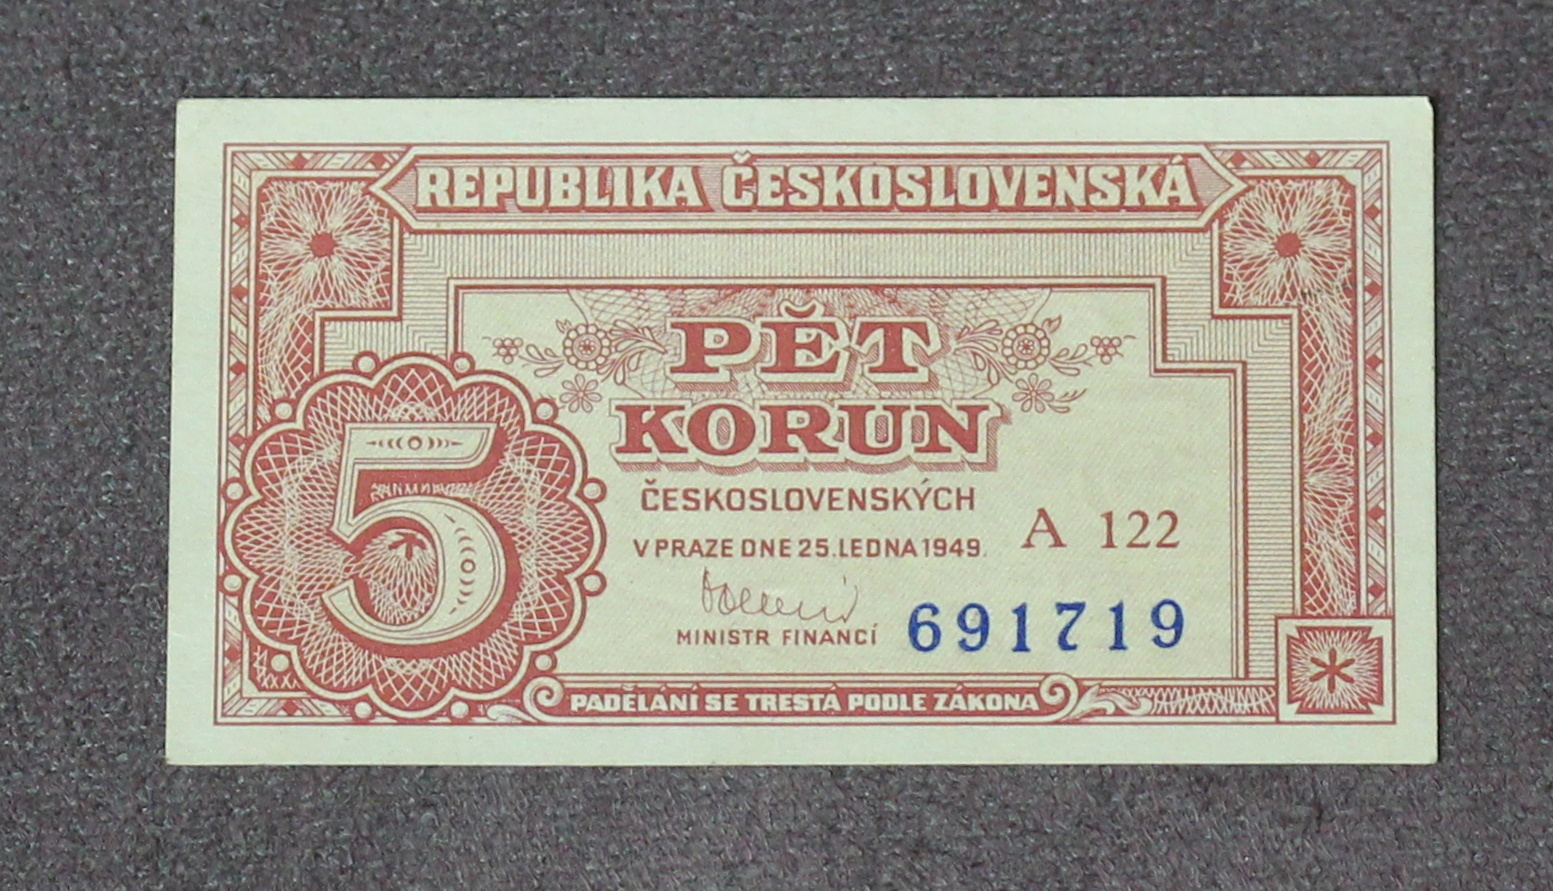 REPUBLIKA ČESKOSLOVENSKÁ
PĚT
KORUN
5
ČESKOSLOVENSKÝCH
V PRAZE DNE 25. LEDNA 1949.
A 122
MINISTR FINANCÍ
691719
PADĚLÁNÍ SE TRESTÁ PODLE ZÁKONA